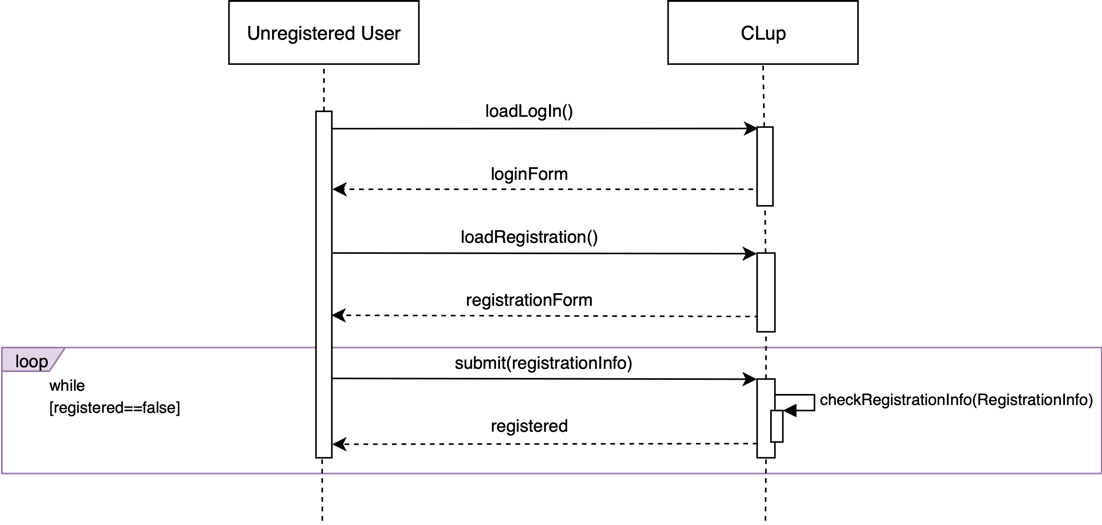 Unregistered User
CLup
loadLogIn()
loginForm
loadRegistration()
registrationForm
loop
while
[registered==false]
submit(registrationInfo)
checkRegistrationInfo(RegistrationInfo)
registered